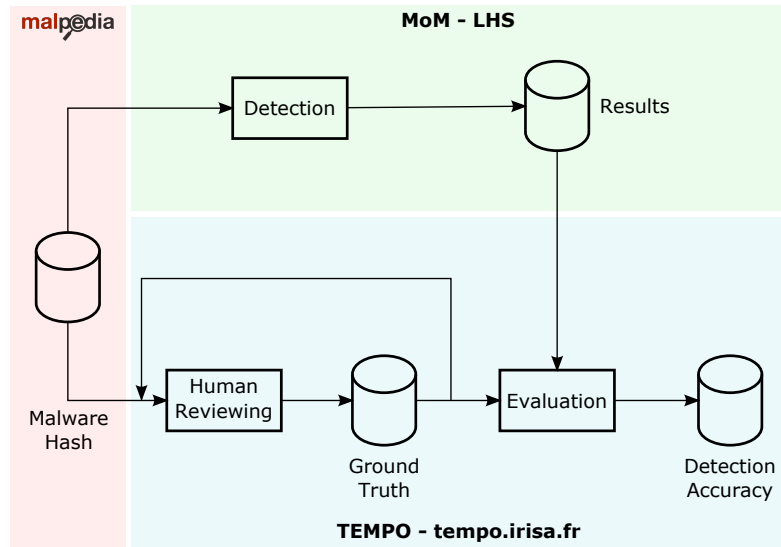 malpedia
MoM - LHS
Detection
Results
Malware
Hash
Human
Reviewing
Ground
Truth
Evaluation
Detection
Accuracy
TEMPO - tempo.irisa.fr